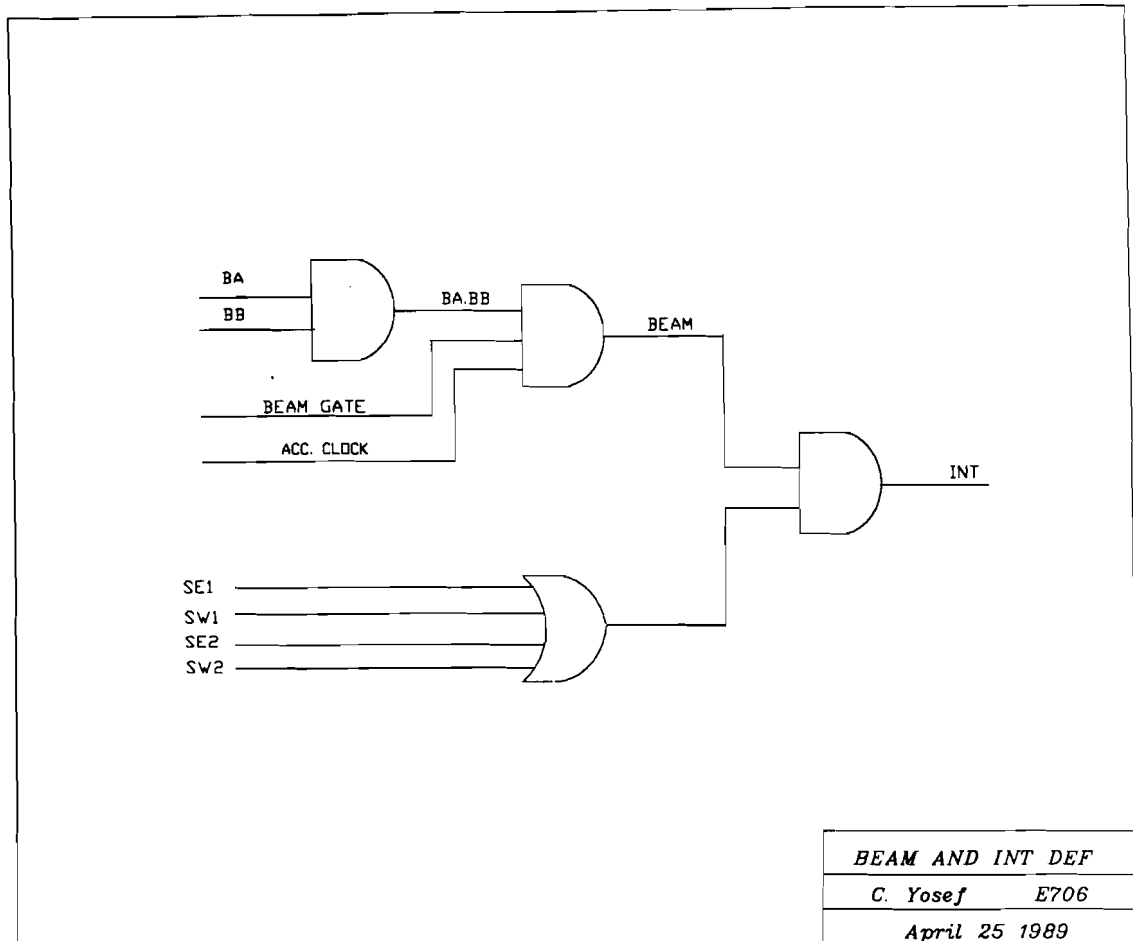 BA
BB
BA.BB
BEAM
BEAM GATE
ACC. CLOCK
INT
SE1
SW1
SE2
SW2
BEAM AND INT DEF
C. Yosef E706
April 25 1989